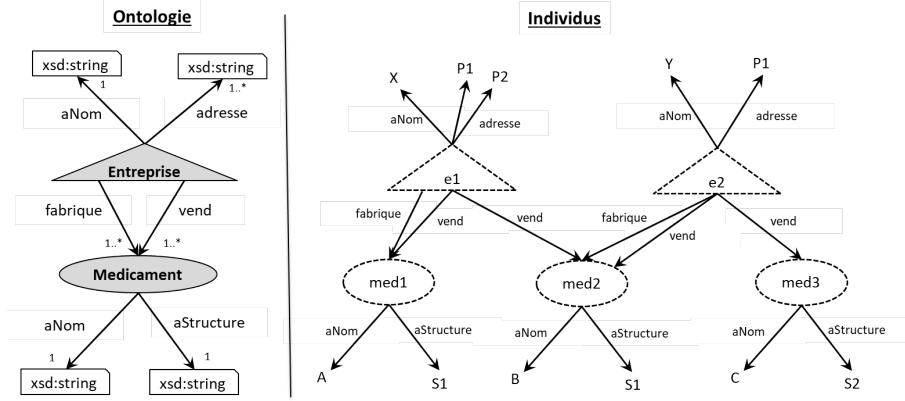 Ontologie
xsd:string
xsd:string
1
1..*
aNom
adresse
Entreprise
fabrique
vend
1..*
1..*
Medicament
aNom
aStructure
1
1
xsd:string
xsd:string
Individus
X
P1
P2
aNom
adresse
e1
Y
P1
aNom
adresse
e2
fabrique
vend
vend
fabrique
vend
vend
med1
med2
med3
aNom
aStructure
aNom
aStructure
aNom
aStructure
A
S1
B
S1
C
S2